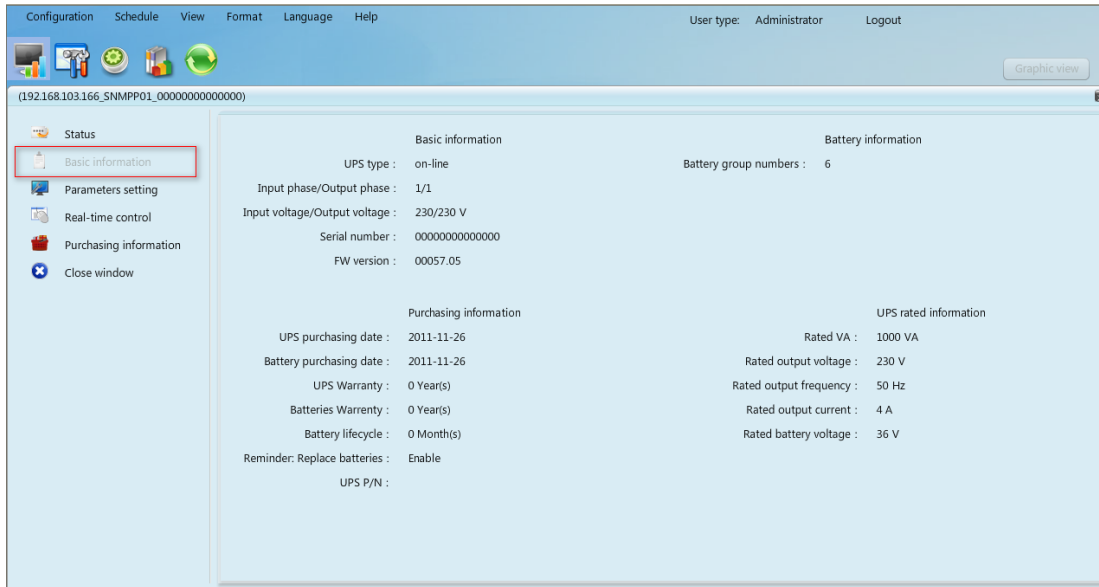 Configuration Schedule View Format Language Help User type: Administrator Logout
Graphic view
(192.168.103.166_SNMPP01_00000000000000)
Status
Basic information
Parameters setting
Real-time control
Purchasing information
Close window
Basic information
UPS type : on-line
Input phase/Output phase : 1/1
Input voltage/Output voltage : 230/230 V
Serial number : 00000000000000
FW version : 00057.05
Battery information
Battery group numbers : 6
Purchasing information
UPS purchasing date : 2011-11-26
Battery purchasing date : 2011-11-26
UPS Warranty : 0 Year(s)
Batteries Warrenty : 0 Year(s)
Battery lifecycle : 0 Month(s)
Reminder: Replace batteries : Enable
UPS P/N :
UPS rated information
Rated VA : 1000 VA
Rated output voltage : 230 V
Rated output frequency : 50 Hz
Rated output current : 4 A
Rated battery voltage : 36 V